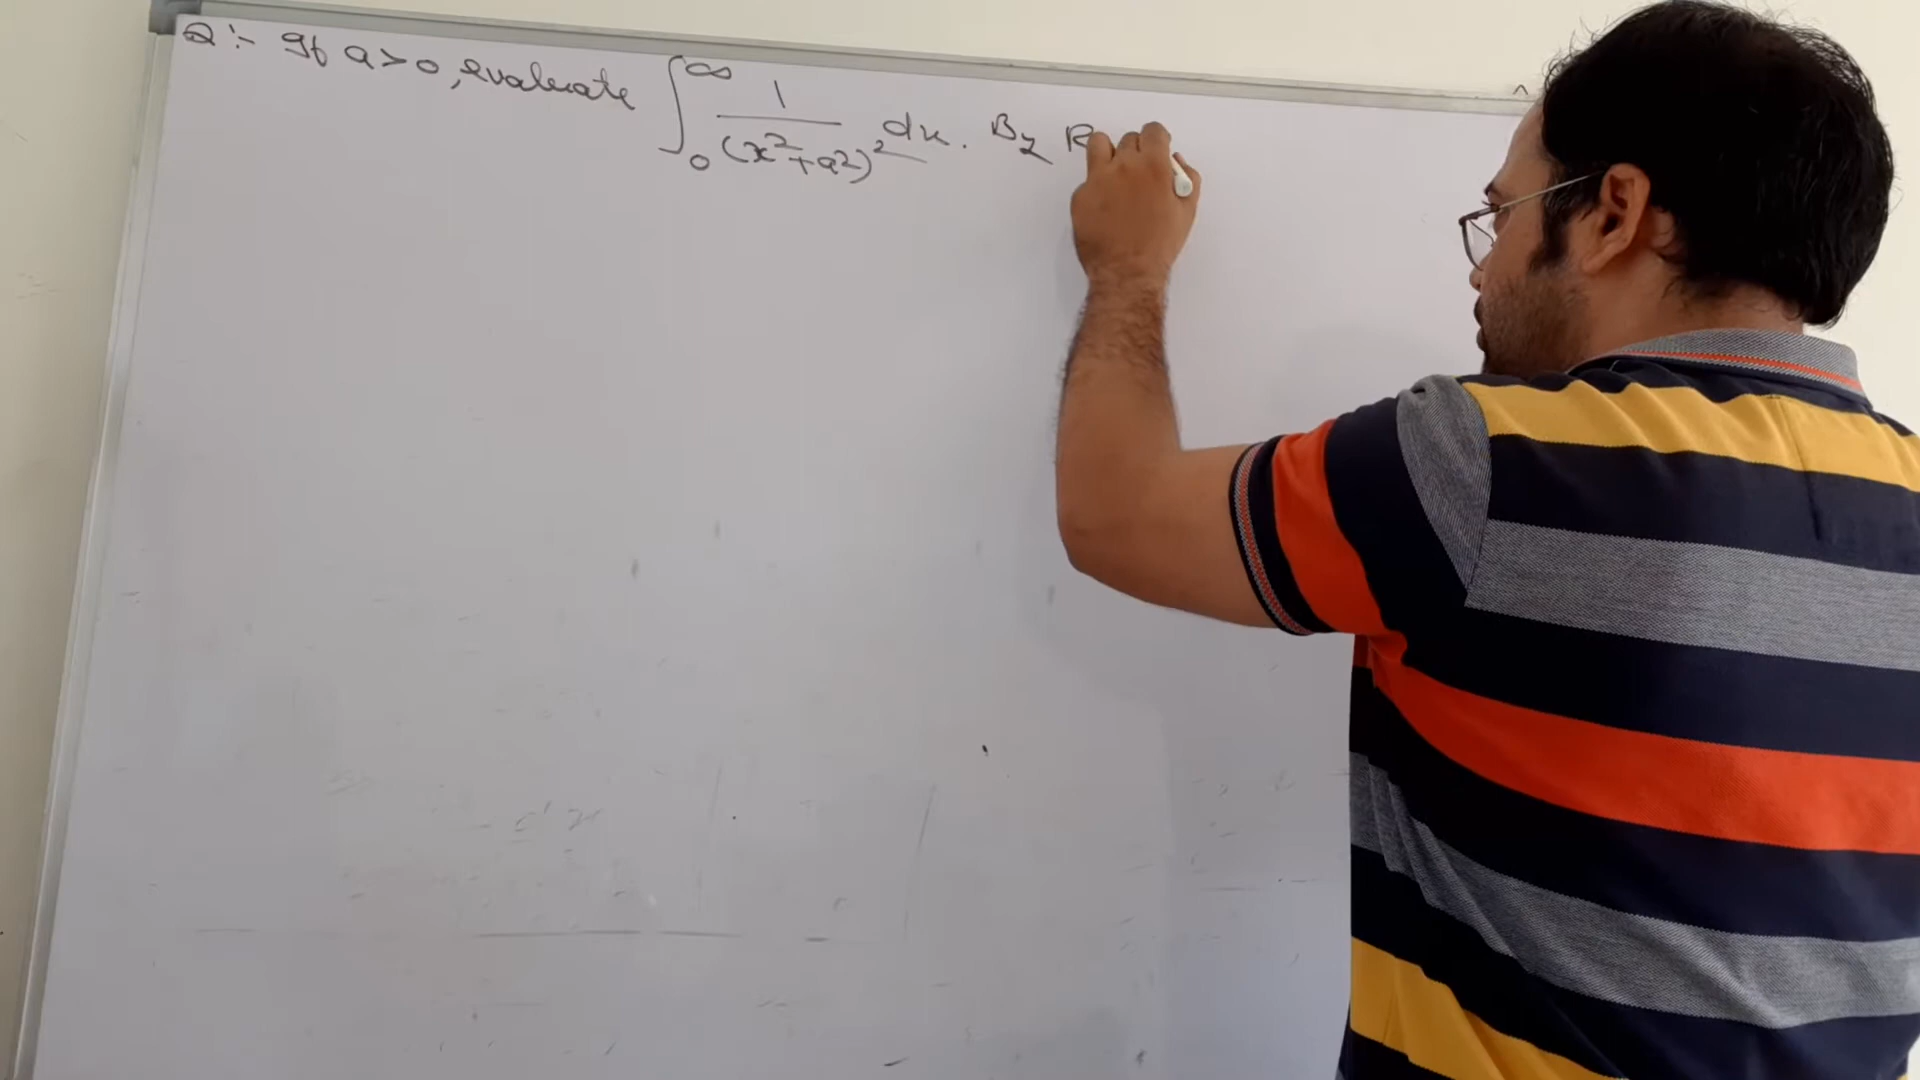 Q:- If a>0, evaluate ∫₀^∞ 1/(x²+a²)² dx. By R